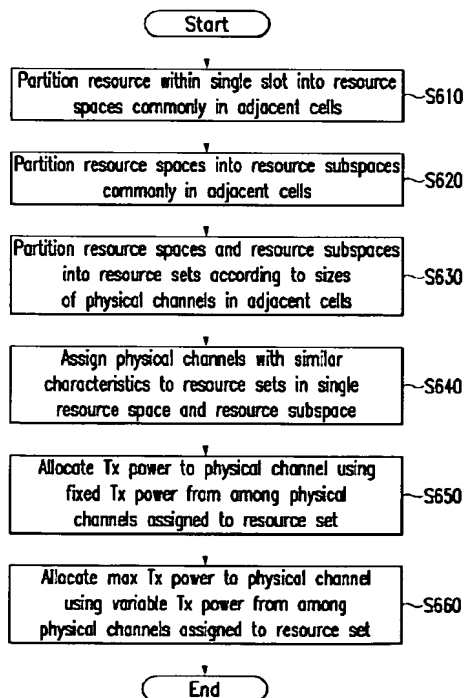 Start
Partition resource within single slot into resource
spaces commonly in adjacent cells
S610
Partition resource spaces into resource subspaces
commonly in adjacent cells
S620
Partition resource spaces and resource subspaces
into resource sets according to sizes
of physical channels in adjacent cells
S630
Assign physical channels with similar
characteristics to resource sets in single
resource space and resource subspace
S640
Allocate Tx power to physical channel using
fixed Tx power from among physical
channels assigned to resource set
S650
Allocate max Tx power to physical channel
using variable Tx power from among
physical channels assigned to resource set
S660
End